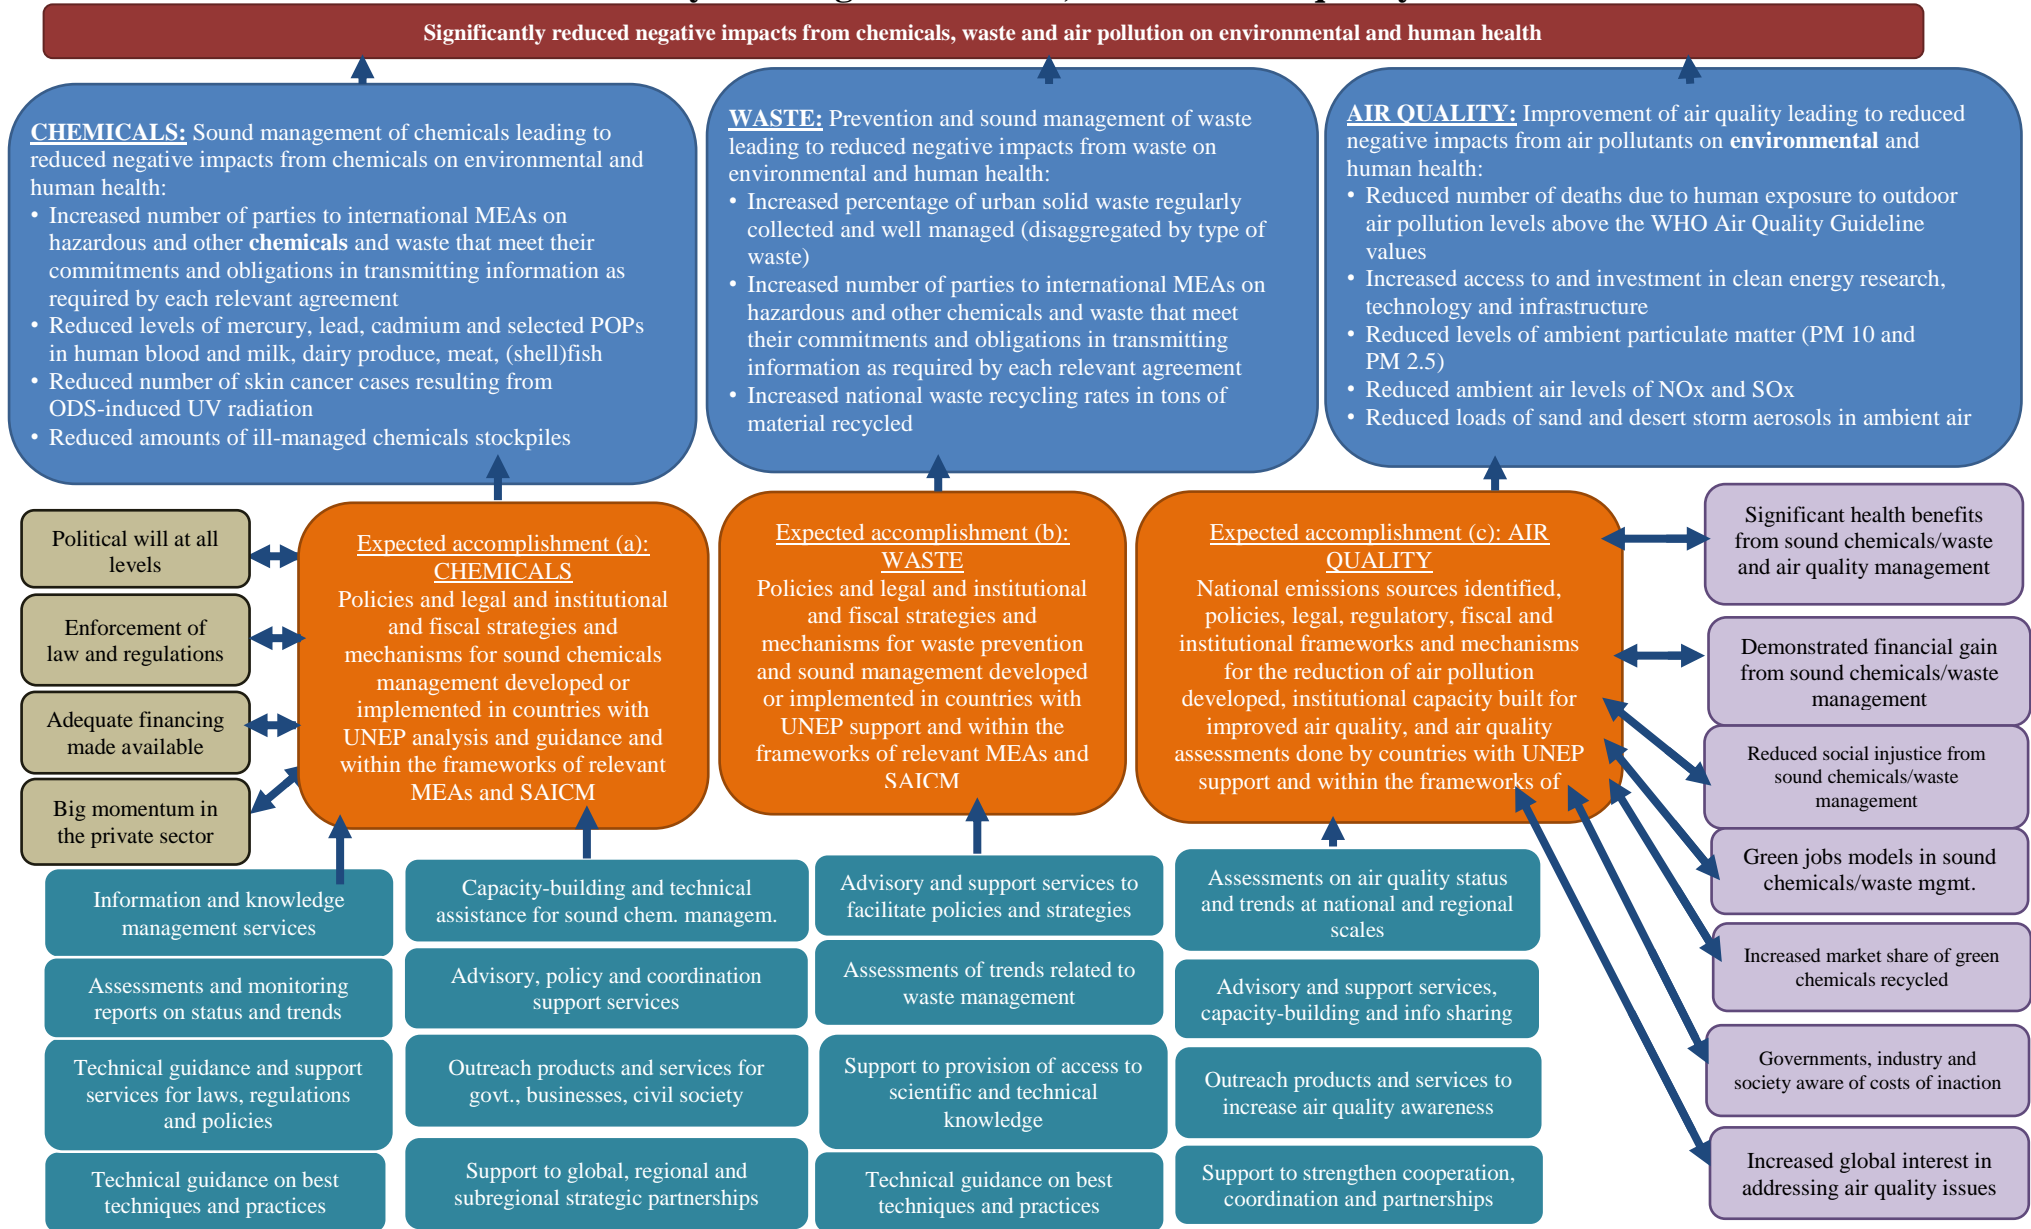 Significantly reduced negative impacts from chemicals, waste and air pollution on environmental and human health
CHEMICALS: Sound management of chemicals leading to
reduced negative impacts from chemicals on environmental and
human health:
• Increased number of parties to international MEAs on
hazardous and other chemicals and waste that meet their
commitments and obligations in transmitting information as
required by each relevant agreement
• Reduced levels of mercury, lead, cadmium and selected POPs
in human blood and milk, dairy produce, meat, (shell)fish
• Reduced number of skin cancer cases resulting from
ODS-induced UV radiation
• Reduced amounts of ill-managed chemicals stockpiles
WASTE: Prevention and sound management of waste
leading to reduced negative impacts from waste on
environmental and human health:
• Increased percentage of urban solid waste regularly
collected and well managed (disaggregated by type of
waste)
• Increased number of parties to international MEAs on
hazardous and other chemicals and waste that meet
their commitments and obligations in transmitting
information as required by each relevant agreement
• Increased national waste recycling rates in tons of
material recycled
AIR QUALITY: Improvement of air quality leading to reduced
negative impacts from air pollutants on environmental and
human health:
• Reduced number of deaths due to human exposure to outdoor
air pollution levels above the WHO Air Quality Guideline
values
• Increased access to and investment in clean energy research,
technology and infrastructure
• Reduced levels of ambient particulate matter (PM 10 and
PM 2.5)
• Reduced ambient air levels of NOx and SOx
• Reduced loads of sand and desert storm aerosols in ambient air
Political will at all
levels
Enforcement of
law and regulations
Adequate financing
made available
Big momentum in
the private sector
Expected accomplishment (a):
CHEMICALS
Policies and legal and institutional
and fiscal strategies and
mechanisms for sound chemicals
management developed or
implemented in countries with
UNEP analysis and guidance and
within the frameworks of relevant
MEAs and SAICM
Expected accomplishment (b):
WASTE
Policies and legal and institutional
and fiscal strategies and
mechanisms for waste prevention
and sound management developed
or implemented in countries with
UNEP support and within the
frameworks of relevant MEAs and
SAICM
Expected accomplishment (c): AIR
QUALITY
National emissions sources identified,
policies, legal, regulatory, fiscal and
institutional frameworks and mechanisms
for the reduction of air pollution
developed, institutional capacity built for
improved air quality, and air quality
assessments done by countries with UNEP
support and within the frameworks of
Significant health benefits
from sound chemicals/waste
and air quality management
Demonstrated financial gain
from sound chemicals/waste
management
Reduced social injustice from
sound chemicals/waste
management
Green jobs models in sound
chemicals/waste mgmt.
Increased market share of green
chemicals recycled
Governments, industry and
society aware of costs of inaction
Increased global interest in
addressing air quality issues
Information and knowledge
management services
Assessments and monitoring
reports on status and trends
Technical guidance and support
services for laws, regulations
and policies
Technical guidance on best
techniques and practices
Capacity-building and technical
assistance for sound chem. managem.
Advisory, policy and coordination
support services
Outreach products and services for
govt., businesses, civil society
Support to global, regional and
subregional strategic partnerships
Advisory and support services to
facilitate policies and strategies
Assessments of trends related to
waste management
Support to provision of access to
scientific and technical
knowledge
Technical guidance on best
techniques and practices
Assessments on air quality status
and trends at national and regional
scales
Advisory and support services,
capacity-building and info sharing
Outreach products and services to
increase air quality awareness
Support to strengthen cooperation,
coordination and partnerships